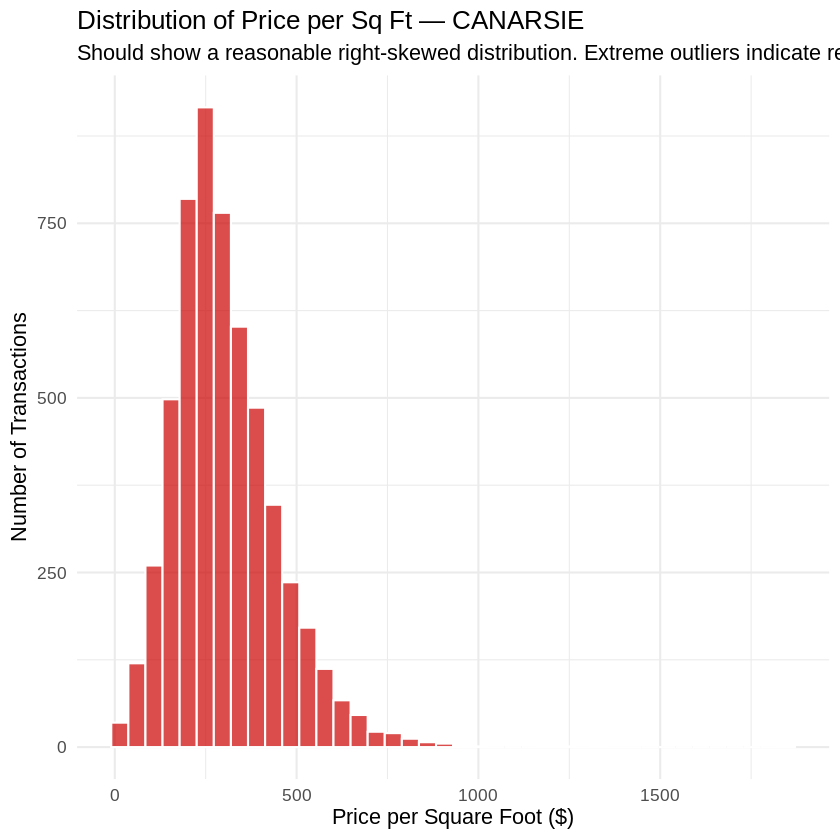 Distribution of Price per Sq Ft — CANARSIE
Should show a reasonable right-skewed distribution. Extreme outliers indicate
Number of Transactions
750
500
250
0
0
500
1000
1500
Price per Square Foot ($)